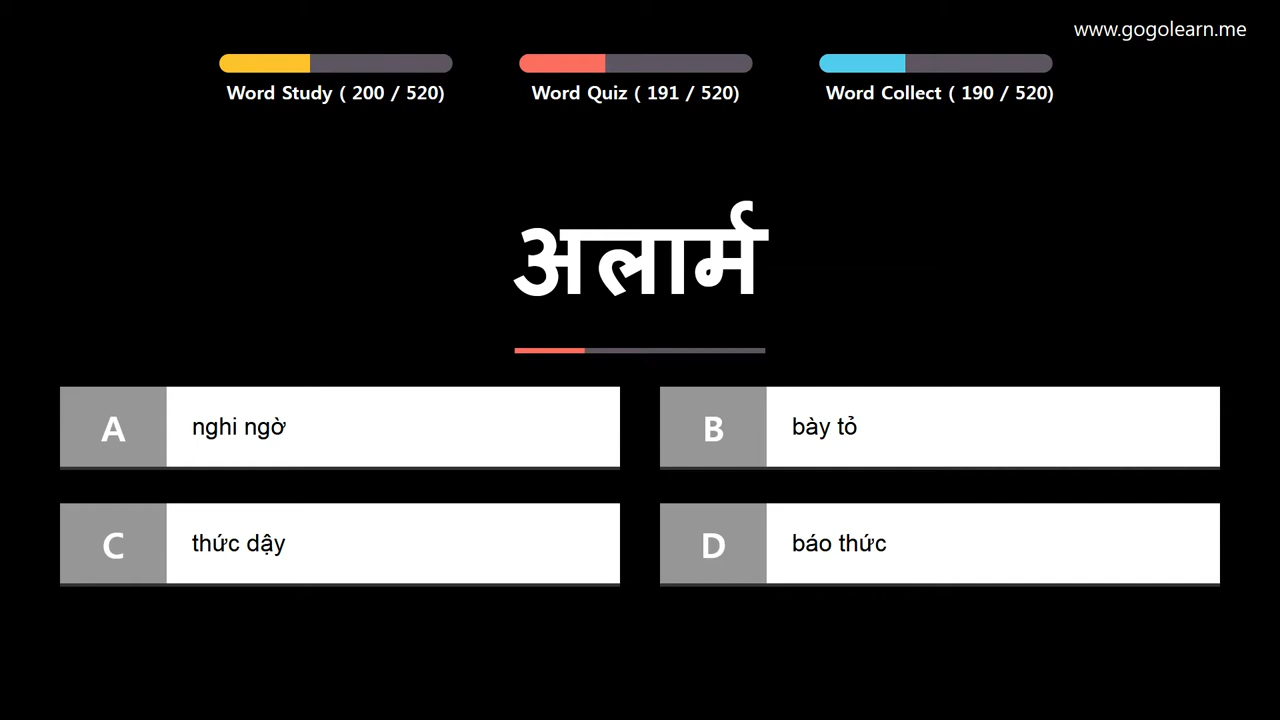 www.gogolearn.me
Word Study ( 200 / 520)
Word Quiz ( 191 / 520)
Word Collect ( 190 / 520)
अलार्म
A nghi ngờ
B bày tỏ
C thức dậy
D báo thức